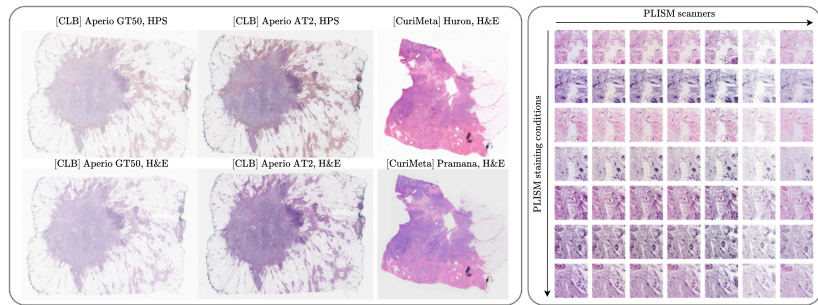 [CLB] Aperio GT50, HPS
[CLB] Aperio AT2, HPS
[CuriMeta] Huron, H&E
[CLB] Aperio GT50, H&E
[CLB] Aperio AT2, H&E
[CuriMeta] Pramana, H&E
PLISM scanners
PLISM staining conditions